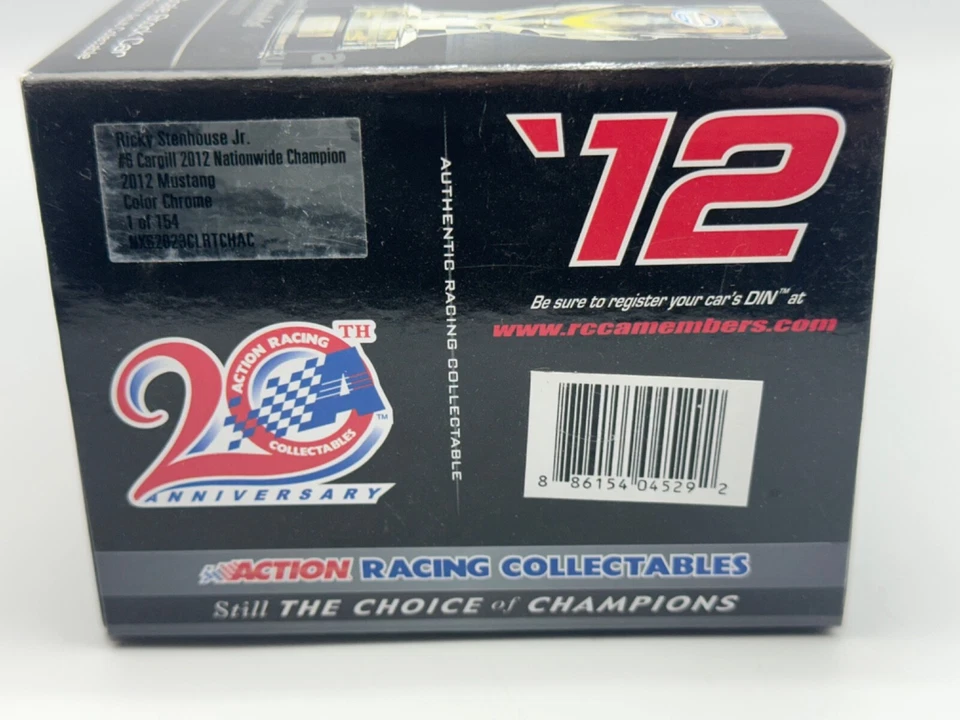 Ricky Stenhouse Jr.
#6 Cargill 2012 Nationwide Champion
2012 Mustang
Color Chrome
1 of 154
NX62823CLRTCHAC
AUTHENTIC RACING COLLECTABLE
'12
Be sure to register your car's DIN™ at
www.rccamembers.com
20TH
ACTION RACING
A™
COLLECTABLES
ANNIVERSARY
8 86154 04529 2
ACTION RACING COLLECTABLES
Still THE CHOICE of CHAMPIONS